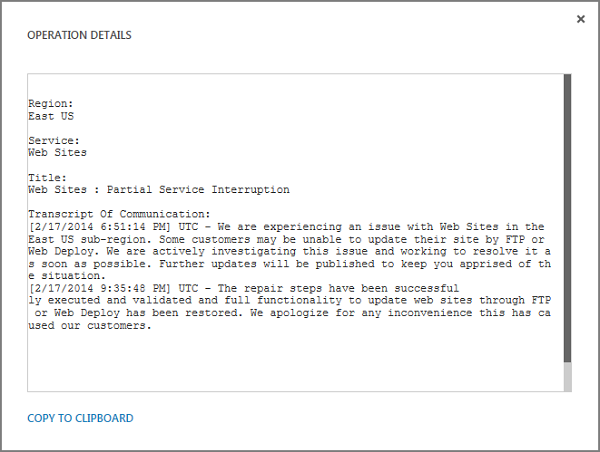 OPERATION DETAILS
Region:
East US
Service:
Web Sites
Title:
Web Sites : Partial Service Interruption
Transcript Of Communication:
[2/17/2014 6:51:14 PM] UTC - We are experiencing an issue with Web Sites in the
East US sub-region. Some customers may be unable to update their site by FTP or
Web Deploy. We are actively investigating this issue and working to resolve it a
s soon as possible. Further updates will be published to keep you apprised of th
e situation.
[2/17/2014 9:35:48 PM] UTC - The repair steps have been successful
ly executed and validated and full functionality to update web sites through FTP
or Web Deploy has been restored. We apologize for any inconvenience this has ca
used our customers.
COPY TO CLIPBOARD